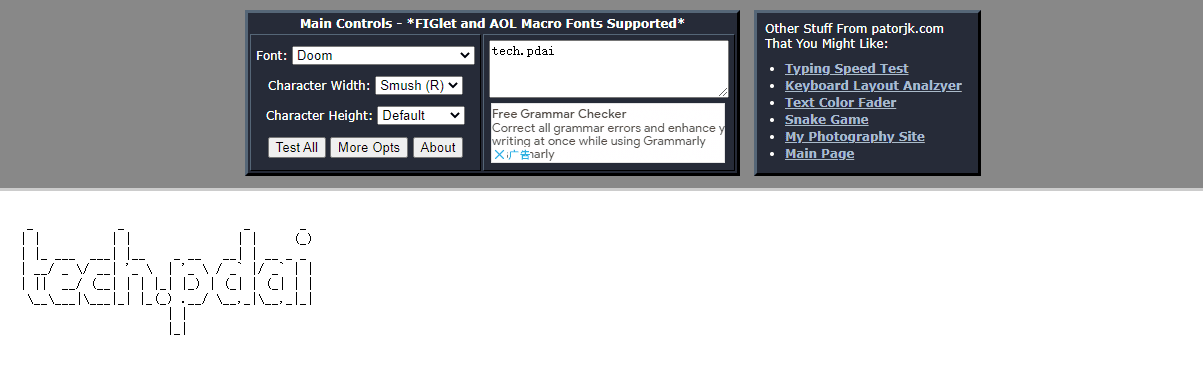 Main Controls - *FIGlet and AOL Macro Fonts Supported*
Font: Doom
Character Width: Smush (R)
Character Height: Default
Test All More Opts About
tech.pdai
Free Grammar Checker
Correct all grammar errors and enhance y
writing at once while using Grammarly
广告 marly
Other Stuff From patorjk.com
That You Might Like:
Typing Speed Test
Keyboard Layout Analzyer
Text Color Fader
Snake Game
My Photography Site
Main Page
tech.pdai